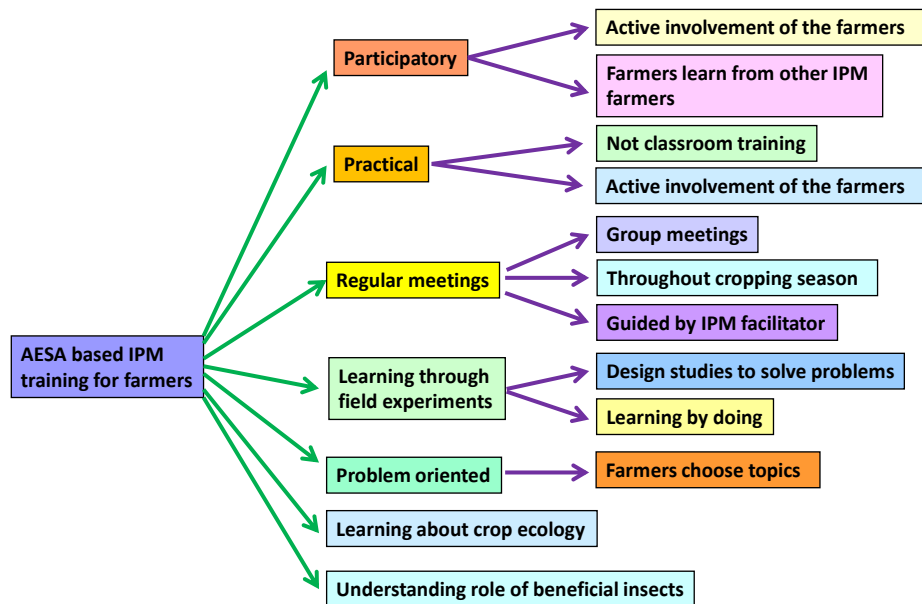 AESA based IPM
training for farmers
Participatory
Active involvement of the farmers
Farmers learn from other IPM
farmers
Practical
Not classroom training
Active involvement of the farmers
Regular meetings
Group meetings
Throughout cropping season
Guided by IPM facilitator
Learning through
field experiments
Design studies to solve problems
Learning by doing
Problem oriented
Farmers choose topics
Learning about crop ecology
Understanding role of beneficial insects